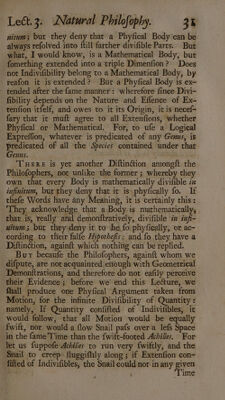 Lect. 3. Natural Philosophy. 31
nitum; but they deny that a Physical Body can be
always resolved into still farther divisible Parts. But
what, I would know, is a Mathematical Body, but
something extended into a triple Dimension? Does
not Indivisibility belong to a Mathematical Body, by
reason it is extended? But a Physical Body is ex-
tended after the same manner: wherefore since Divi-
sibility depends on the Nature and Essence of Ex-
tension itself, and owes to it its Origin, it is neces-
sary that it must agree to all Extensions, whether
Physical or Mathematical. For, to use a Logical
Expression, whatever is predicated of any Genus, is
predicated of all the Species contained under that
Genus.
THERE is yet another Distinction amongst the
Philosophers, not unlike the former; whereby they
own that every Body is mathematically divisible in
infinitum, but they deny that it is physically so. If
these Words have any Meaning, it is certainly this:
They acknowledge that a Body is mathematically,
that is, really and demonstratively, divisible in infi-
nitum; but they deny it to be so physically, or ac-
cording to their false Hypothesis: and so they have a
Distinction, against which nothing can be replied.
BUT because the Philosophers, against whom we
dispute, are not acquainted enough with Geometrical
Demonstrations, and therefore do not easily perceive
their Evidence; before we end this Lecture, we
shall produce one Physical Argument taken from
Motion, for the infinite Divisibility of Quantity:
namely, If Quantity consisted of Indivisibles, it
would follow, that all Motion would be equally
swift, nor would a slow Snail pass over a less Space
in the same Time than the swift-footed Achilles. For
let us suppose Achilles to run very swiftly, and the
Snail to creep sluggishly along; if Extension con-
sisted of Indivisibles, the Snail could not in any given
Time